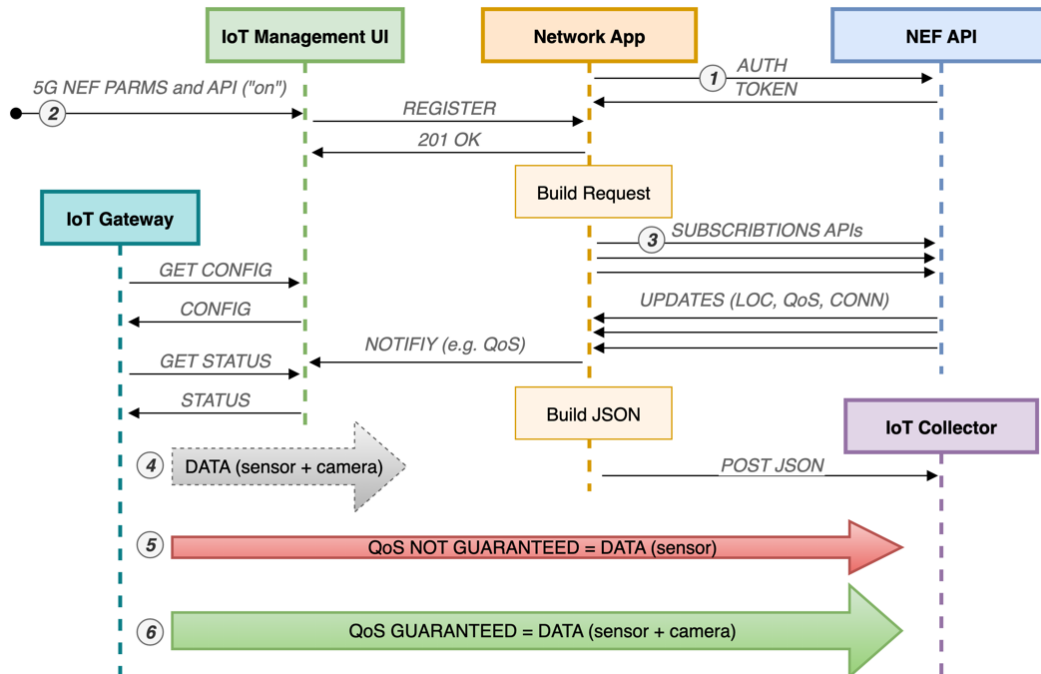 IoT Management UI
Network App
NEF API
1
AUTH
TOKEN
5G NEF PARMS and API ("on")
2
REGISTER
201 OK
Build Request
IoT Gateway
3
SUBSCRIBTIONS APIs
GET CONFIG
CONFIG
UPDATES (LOC, QoS, CONN)
NOTIFIY (e.g. QoS)
GET STATUS
STATUS
Build JSON
IoT Collector
4
DATA (sensor + camera)
POST JSON
5
QoS NOT GUARANTEED = DATA (sensor)
6
QoS GUARANTEED = DATA (sensor + camera)